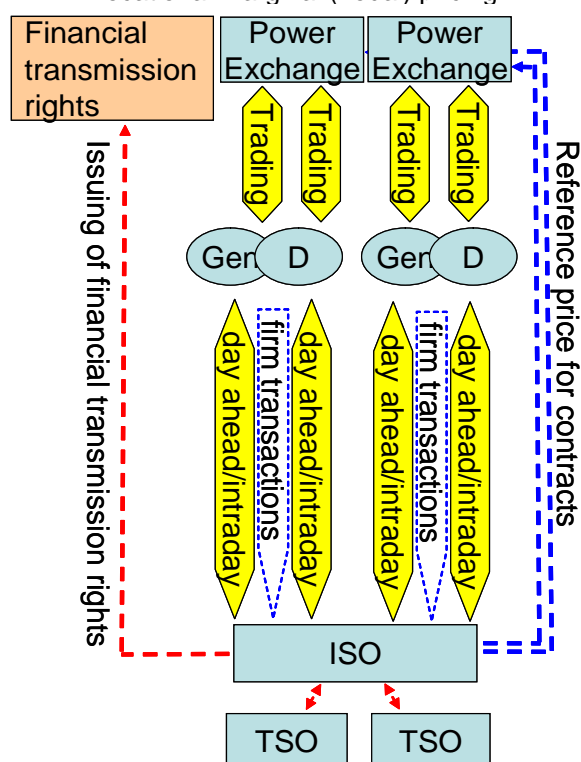 Financial
transmission
rights
Power
Exchange
Power
Exchange
Trading
Trading
Trading
Trading
Gen
D
Gen
D
Issuing of financial transmission rights
Reference price for contracts
day ahead/intraday
firm transactions
day ahead/intraday
day ahead/intraday
firm transactions
day ahead/intraday
ISO
TSO
TSO